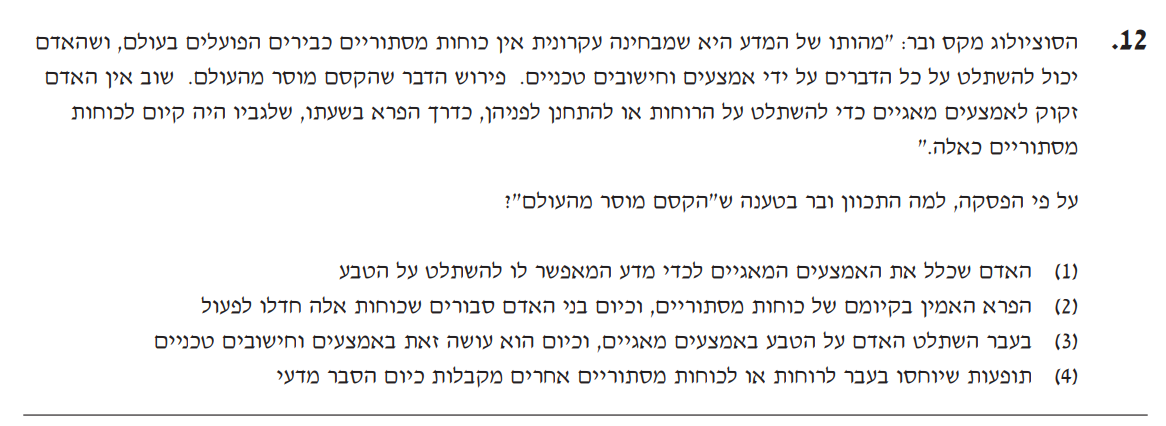 12. הסוציולוג מקס ובר: "מהותו של המדע היא שמבחינה עקרונית אין כוחות מסתוריים כבירים הפועלים בעולם, ושהאדם
יכול להשתלט על כל הדברים על ידי אמצעים וחישובים טכניים. פירוש הדבר שהקסם מוסר מהעולם. שוב אין האדם
זקוק לאמצעים מאגיים כדי להשתלט על הרוחות או להתחנן לפניהן, כדרך הפרא בשעתו, שלגביו היה קיום לכוחות
מסתוריים כאלה."
על פי הפסקה, למה התכוון ובר בטענה ש"הקסם מוסר מהעולם"?
(1) האדם שכלל את האמצעים המאגיים לכדי מדע המאפשר לו להשתלט על הטבע
(2) הפרא האמין בקיומם של כוחות מסתוריים, וכיום בני האדם סבורים שכוחות אלה חדלו לפעול
(3) בעבר השתלט האדם על הטבע באמצעים מאגיים, וכיום הוא עושה זאת באמצעים וחישובים טכניים
(4) תופעות שיוחסו בעבר לרוחות או לכוחות מסתוריים אחרים מקבלות כיום הסבר מדעי